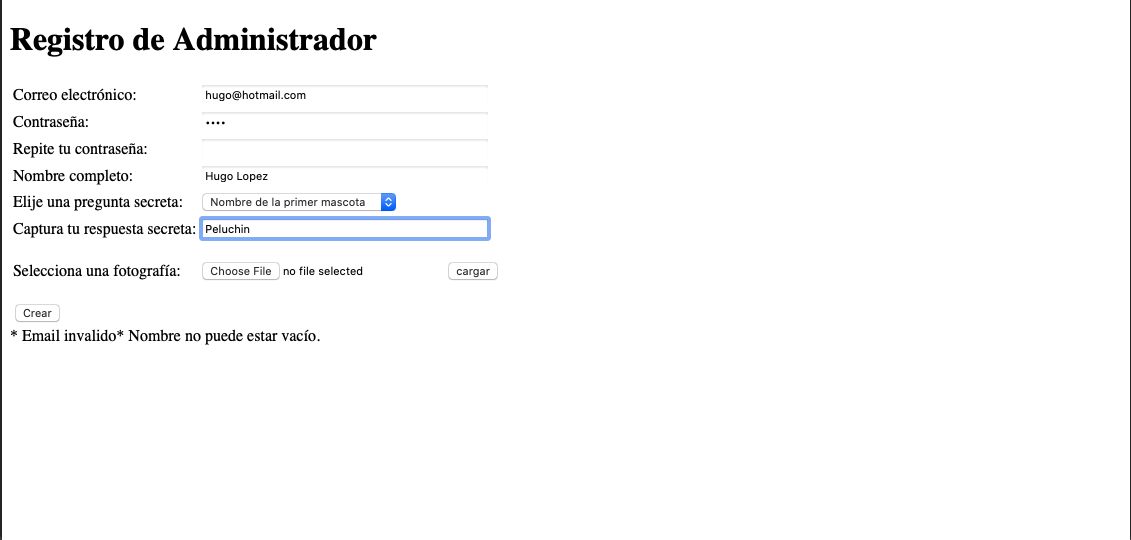 Registro de Administrador
Correo electrónico: hugo@hotmail.com
Contraseña: ••••
Repite tu contraseña:
Nombre completo: Hugo Lopez
Elije una pregunta secreta: Nombre de la primer mascota
Captura tu respuesta secreta: Peluchin
Selecciona una fotografía: Choose File no file selected cargar
Crear
* Email invalido* Nombre no puede estar vacío.